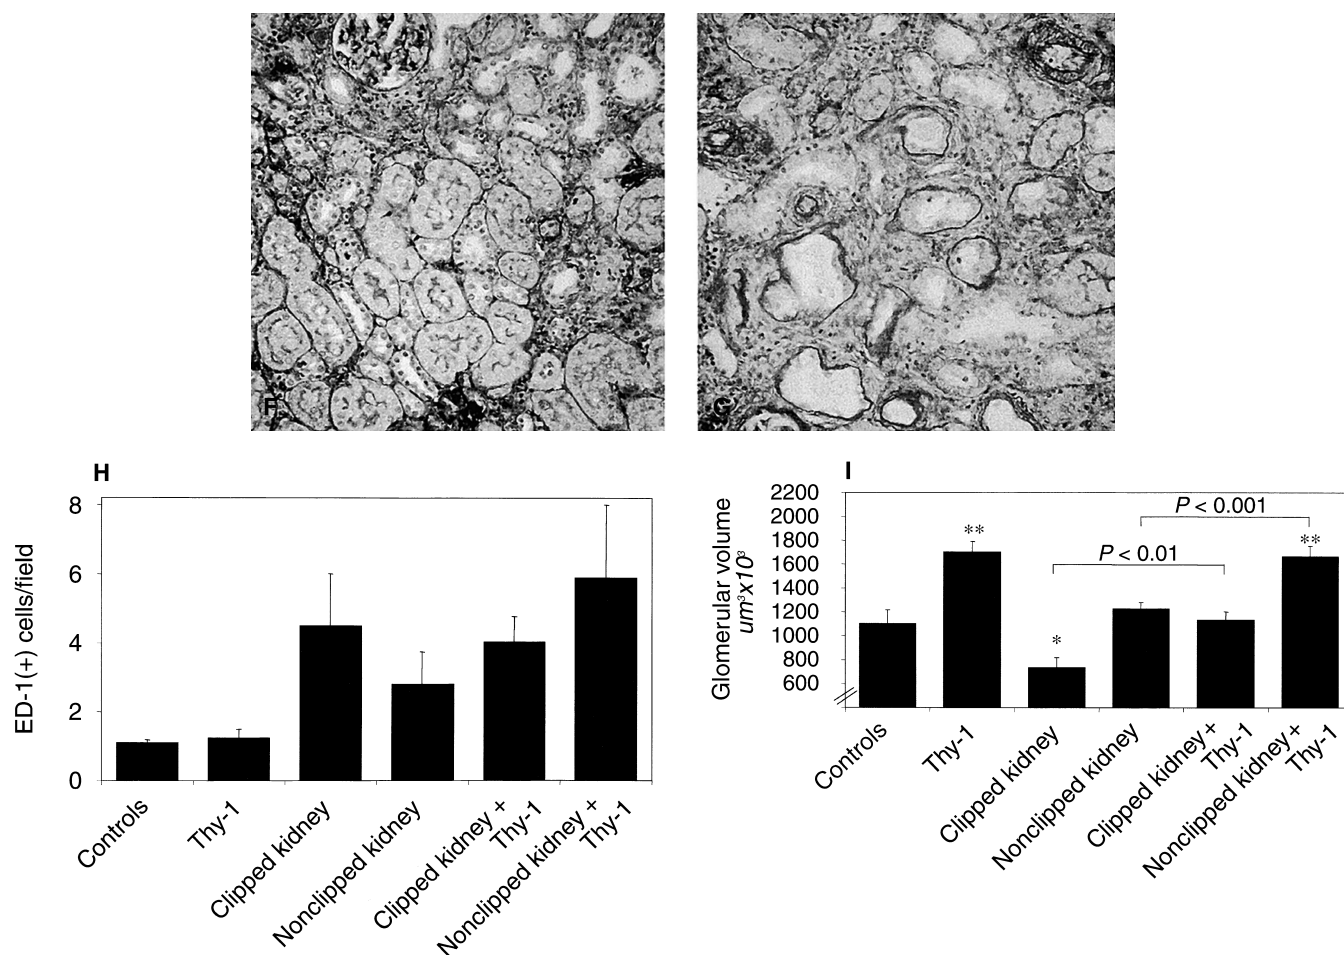 F
G
H
8
6
4
2
0
ED-1(+) cells/field
Controls
Thy-1
Clipped kidney
Nonclipped kidney
Clipped kidney +
Thy-1
Nonclipped kidney +
Thy-1
I
2200
2000
1800
1600
1400
1200
1000
800
600
Glomerular volume
um³x10³
**
*
P < 0.01
P < 0.001
**
Controls
Thy-1
Clipped kidney
Nonclipped kidney
Clipped kidney+
Thy-1
Nonclipped kidney+
Thy-1